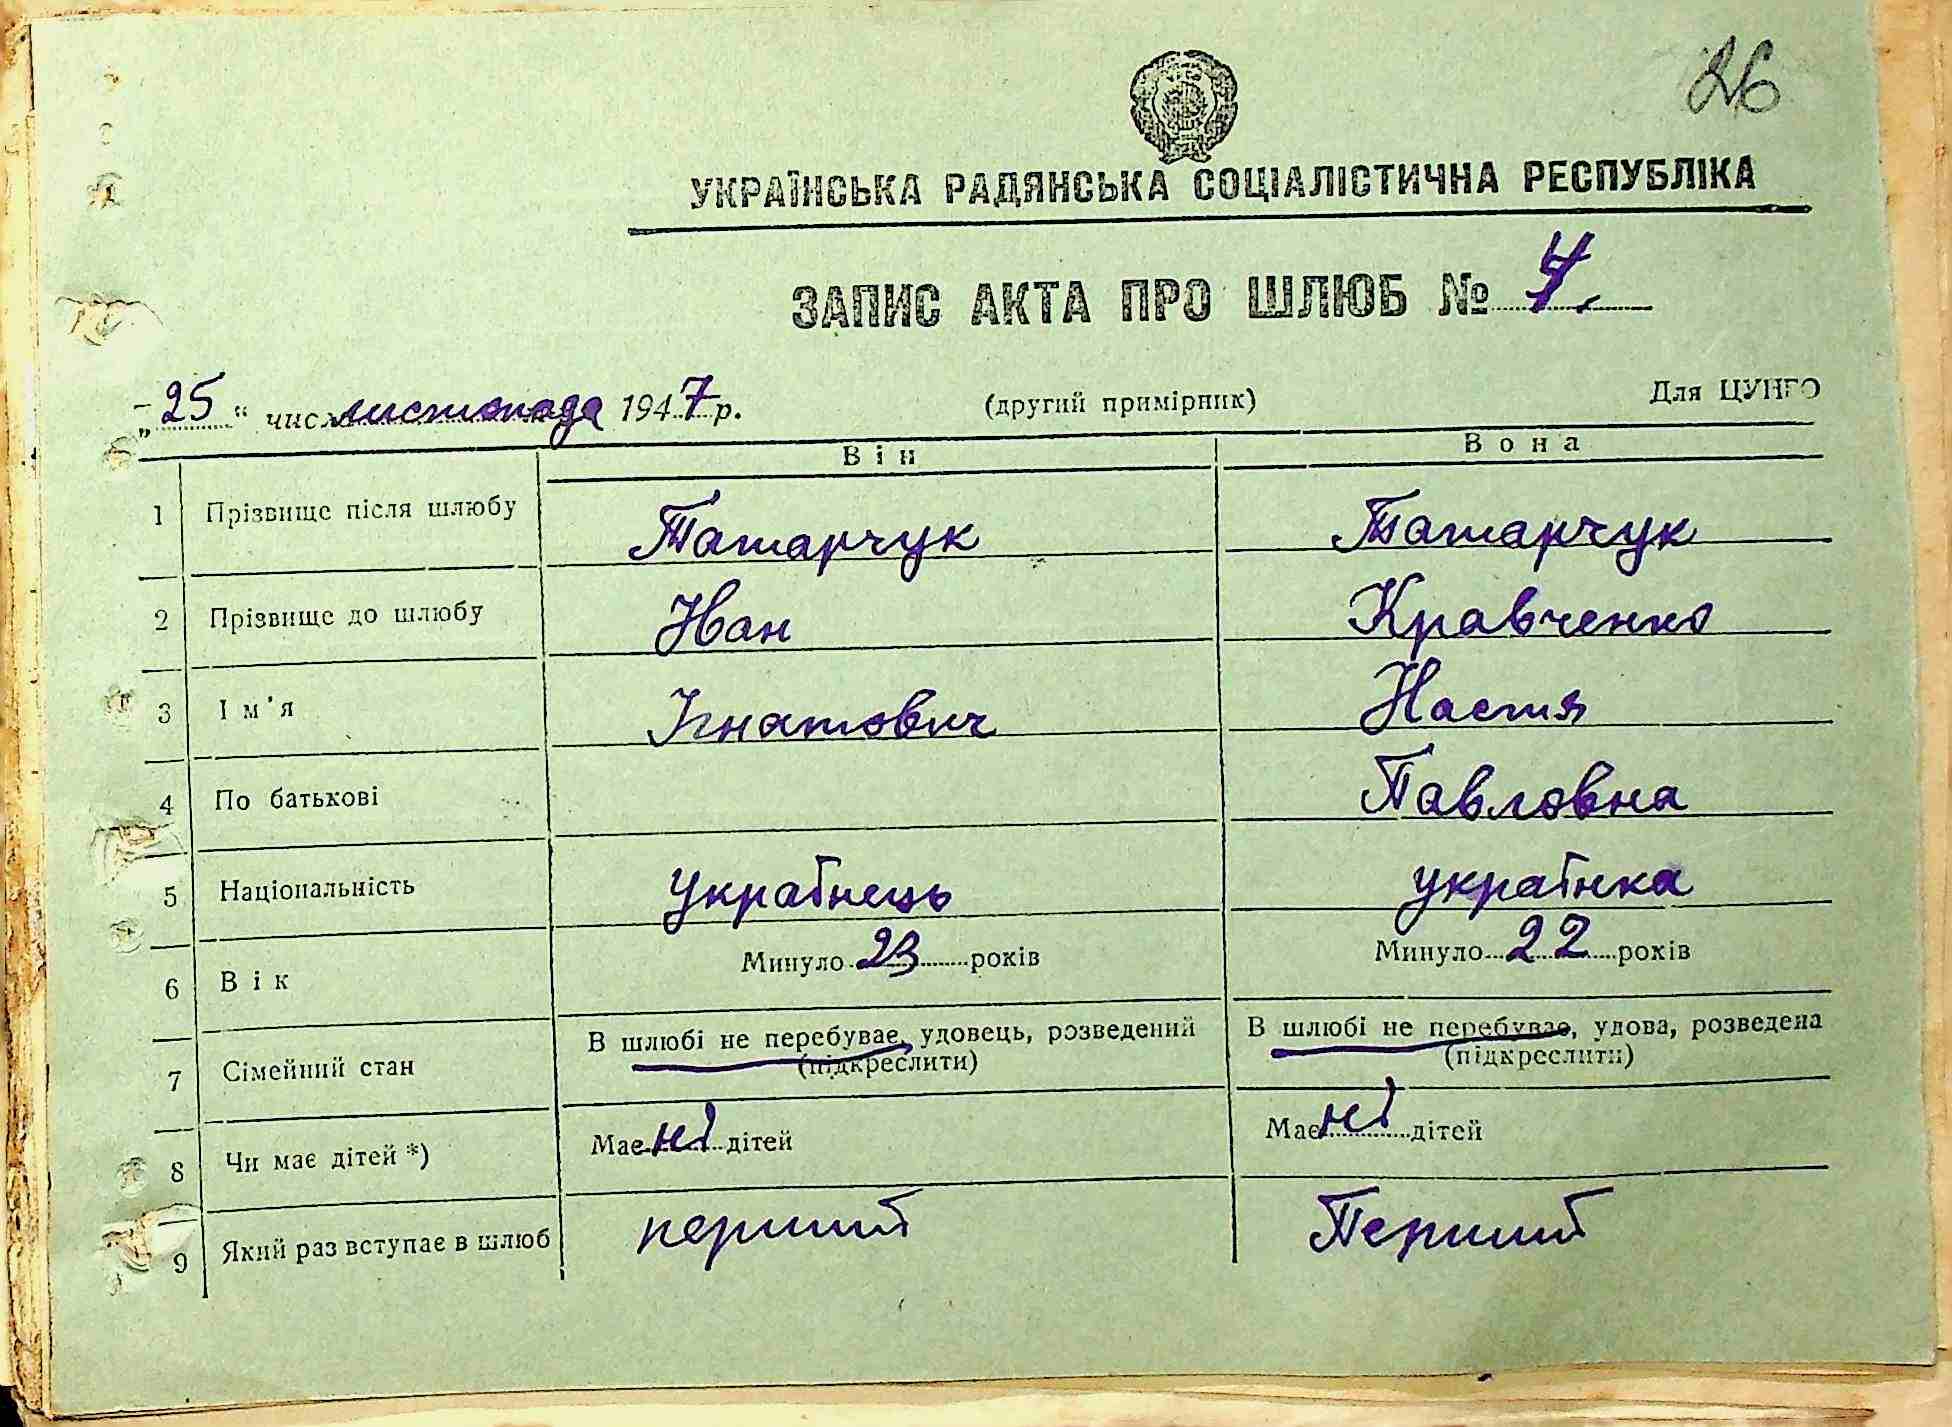 26
УКРАЇНСЬКА РАДЯНСЬКА СОЦІАЛІСТИЧНА РЕСПУБЛІКА
ЗАПИС АКТА ПРО ШЛЮБ №
„25“ числа листопада 1947 р. (другий примірник) Для ЦУНГО
Він Вона
1 Прізвище після шлюбу Татарчук Татарчук
2 Прізвище до шлюбу Иван Кравченко
3 Ім'я Ігнатович Настя
4 По батькові Павловна
5 Національність українець українка
6 Вік Минуло 23 років Минуло 22 років
7 Сімейний стан В шлюбі не перебуває, удовець, розведений В шлюбі не перебуває, удова, розведена
(підкреслити) (підкреслити)
8 Чи має дітей *) Має ні дітей Має ні дітей
9 Який раз вступає в шлюб перший Перший